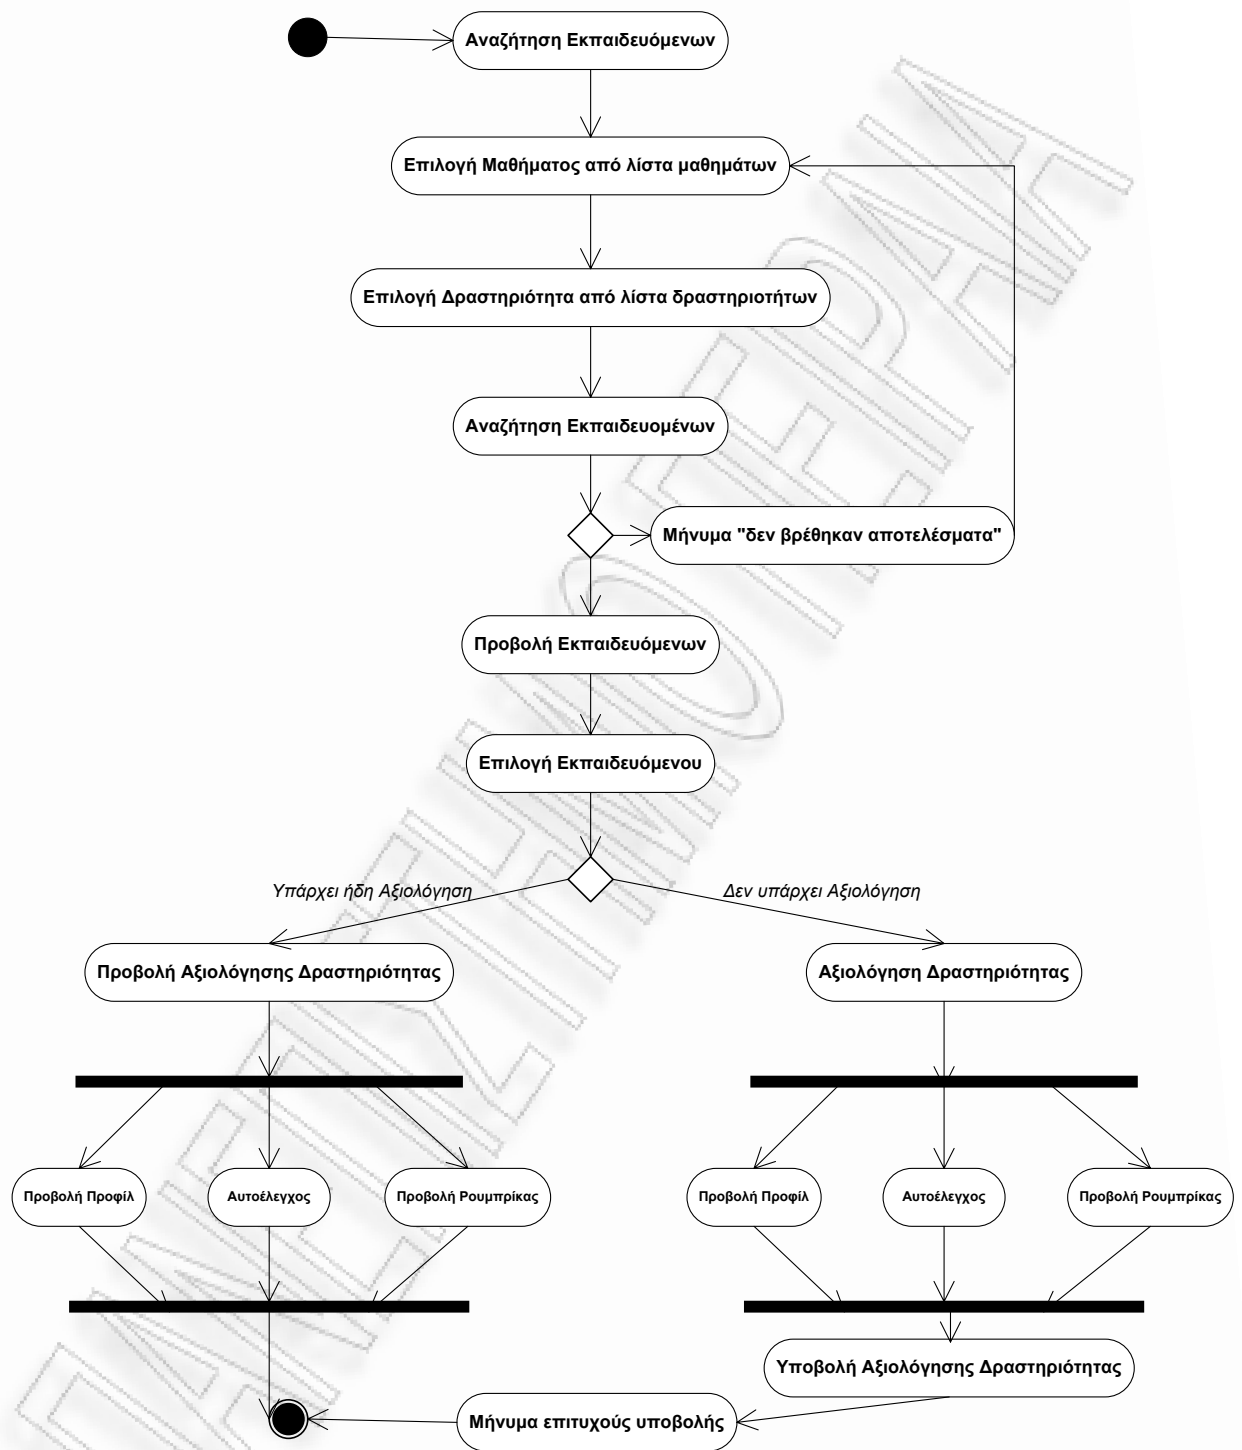 Αναζήτηση Εκπαιδευόμενων
Επιλογή Μαθήματος από λίστα μαθημάτων
Επιλογή Δραστηριότητα από λίστα δραστηριοτήτων
Αναζήτηση Εκπαιδευομένων
Μήνυμα "δεν βρέθηκαν αποτελέσματα"
Προβολή Εκπαιδευόμενων
Επιλογή Εκπαιδευόμενου
Υπάρχει ήδη Αξιολόγηση
Δεν υπάρχει Αξιολόγηση
Προβολή Αξιολόγησης Δραστηριότητας
Αξιολόγηση Δραστηριότητας
Προβολή Προφίλ
Αυτοέλεγχος
Προβολή Ρουμπρίκας
Προβολή Προφίλ
Αυτοέλεγχος
Προβολή Ρουμπρίκας
Υποβολή Αξιολόγησης Δραστηριότητας
Μήνυμα επιτυχούς υποβολής
ΠΑΝΕΠΙΣΤΗΜΙΟ ΠΕΙΡΑΙΑ